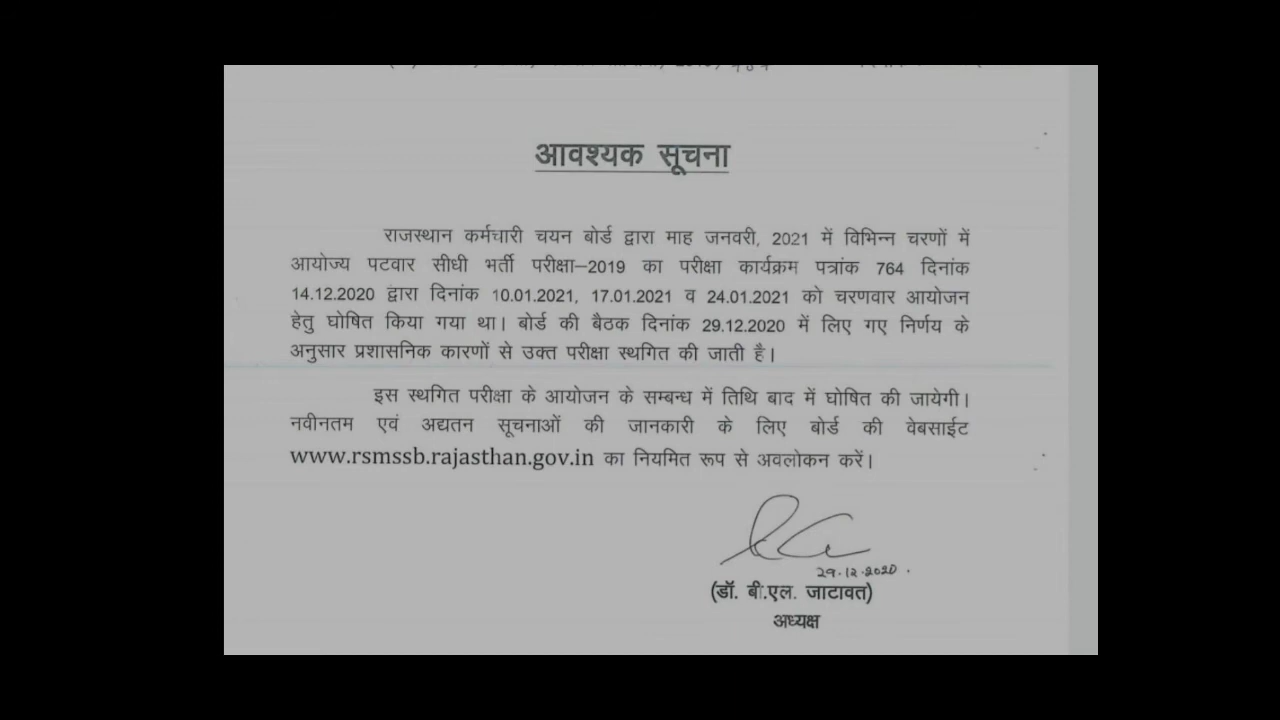 आवश्यक सूचना
राजस्थान कर्मचारी चयन बोर्ड द्वारा माह जनवरी, 2021 में विभिन्न चरणों में
आयोज्य पटवार सीधी भर्ती परीक्षा–2019 का परीक्षा कार्यक्रम पत्रांक 764 दिनांक
14.12.2020 द्वारा दिनांक 10.01.2021, 17.01.2021 व 24.01.2021 को चरणवार आयोजन
हेतु घोषित किया गया था। बोर्ड की बैठक दिनांक 29.12.2020 में लिए गए निर्णय के
अनुसार प्रशासनिक कारणों से उक्त परीक्षा स्थगित की जाती है।
इस स्थगित परीक्षा के आयोजन के सम्बन्ध में तिथि बाद में घोषित की जायेगी।
नवीनतम एवं अद्यतन सूचनाओं की जानकारी के लिए बोर्ड की वेबसाईट
www.rsmssb.rajasthan.gov.in का नियमित रूप से अवलोकन करें।
29.12.2020
(डॉ. बी.एल. जाटावत)
अध्यक्ष